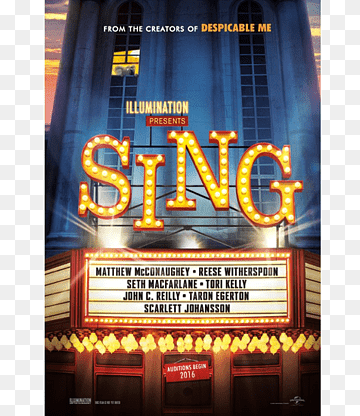 FROM THE CREATORS OF DESPICABLE ME
ILLUMINATION
PRESENTS
SING
MATTHEW McCONAUGHEY • REESE WITHERSPOON
SETH MACFARLANE • TORI KELLY
JOHN C. REILLY • TARON EGERTON
SCARLETT JOHANSSON
AUDITIONS BEGIN
2016
ILLUMINATION